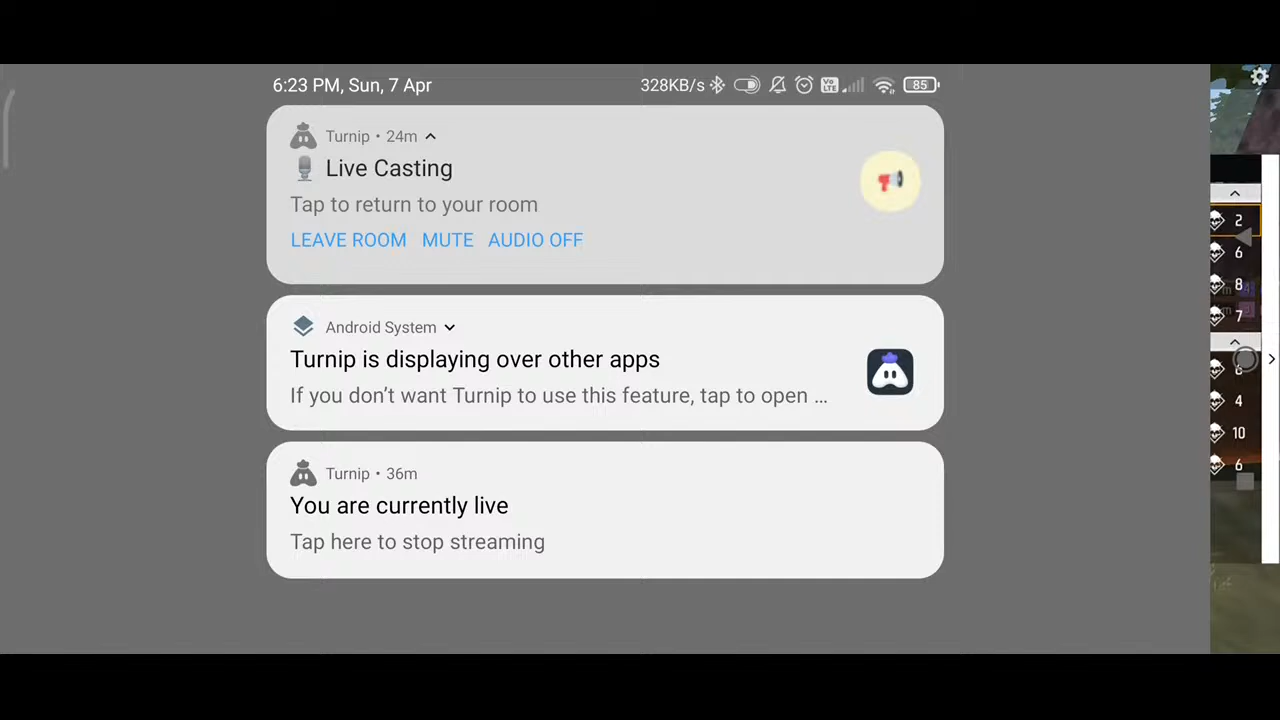 6:23 PM, Sun, 7 Apr
328KB/s
Vo
LTE
85
Turnip • 24m
Live Casting
Tap to return to your room
LEAVE ROOM MUTE AUDIO OFF
Android System
Turnip is displaying over other apps
If you don’t want Turnip to use this feature, tap to open ...
Turnip • 36m
You are currently live
Tap here to stop streaming
2
6
8
7
4
10
6